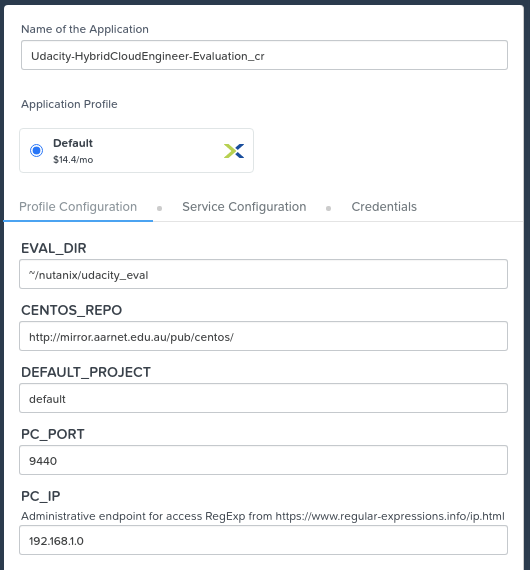 Name of the Application
Udacity-HybridCloudEngineer-Evaluation_cr
Application Profile
Default
$14.4/mo
Profile Configuration
Service Configuration
Credentials
EVAL_DIR
~/nutanix/udacity_eval
CENTOS_REPO
http://mirror.aarnet.edu.au/pub/centos/
DEFAULT_PROJECT
default
PC_PORT
9440
PC_IP
Administrative endpoint for access RegExp from https://www.regular-expressions.info/ip.html
192.168.1.0